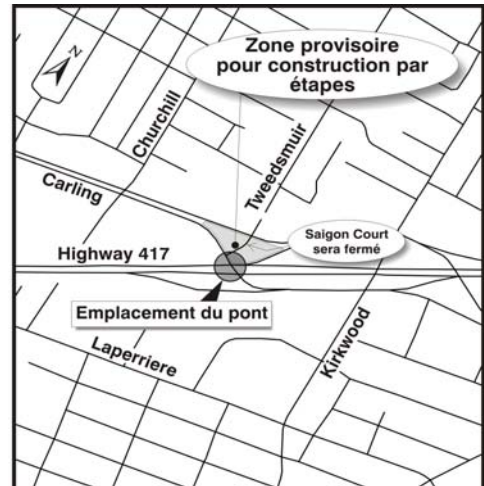 Zone provisoire
pour construction par
étapes
N
Churchill
Tweedsmuir
Carling
Saigon Court
sera fermé
Highway 417
Emplacement du pont
Kirkwood
Laperriere